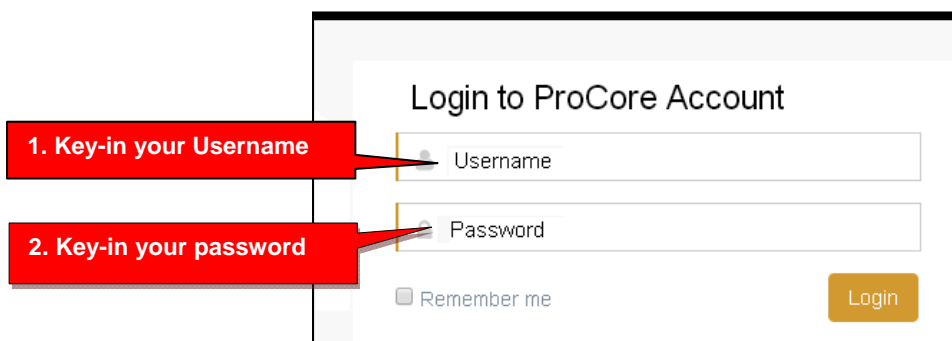 Login to ProCore Account
1. Key-in your Username
Username
2. Key-in your password
Password
Remember me
Login